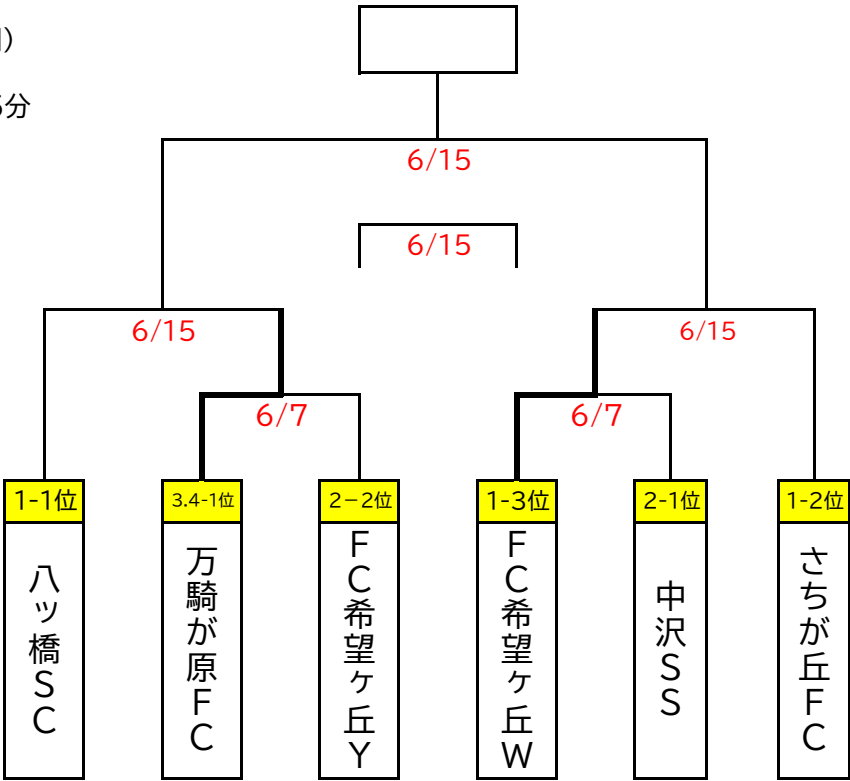 )
分
6/15
6/15
6/15
6/15
6/7
6/7
1-1位
3.4-1位
2-2位
1-3位
2-1位
1-2位
八ッ橋SC
万騎が原FC
FC希望ヶ丘Y
FC希望ヶ丘W
中沢SS
さちが丘FC